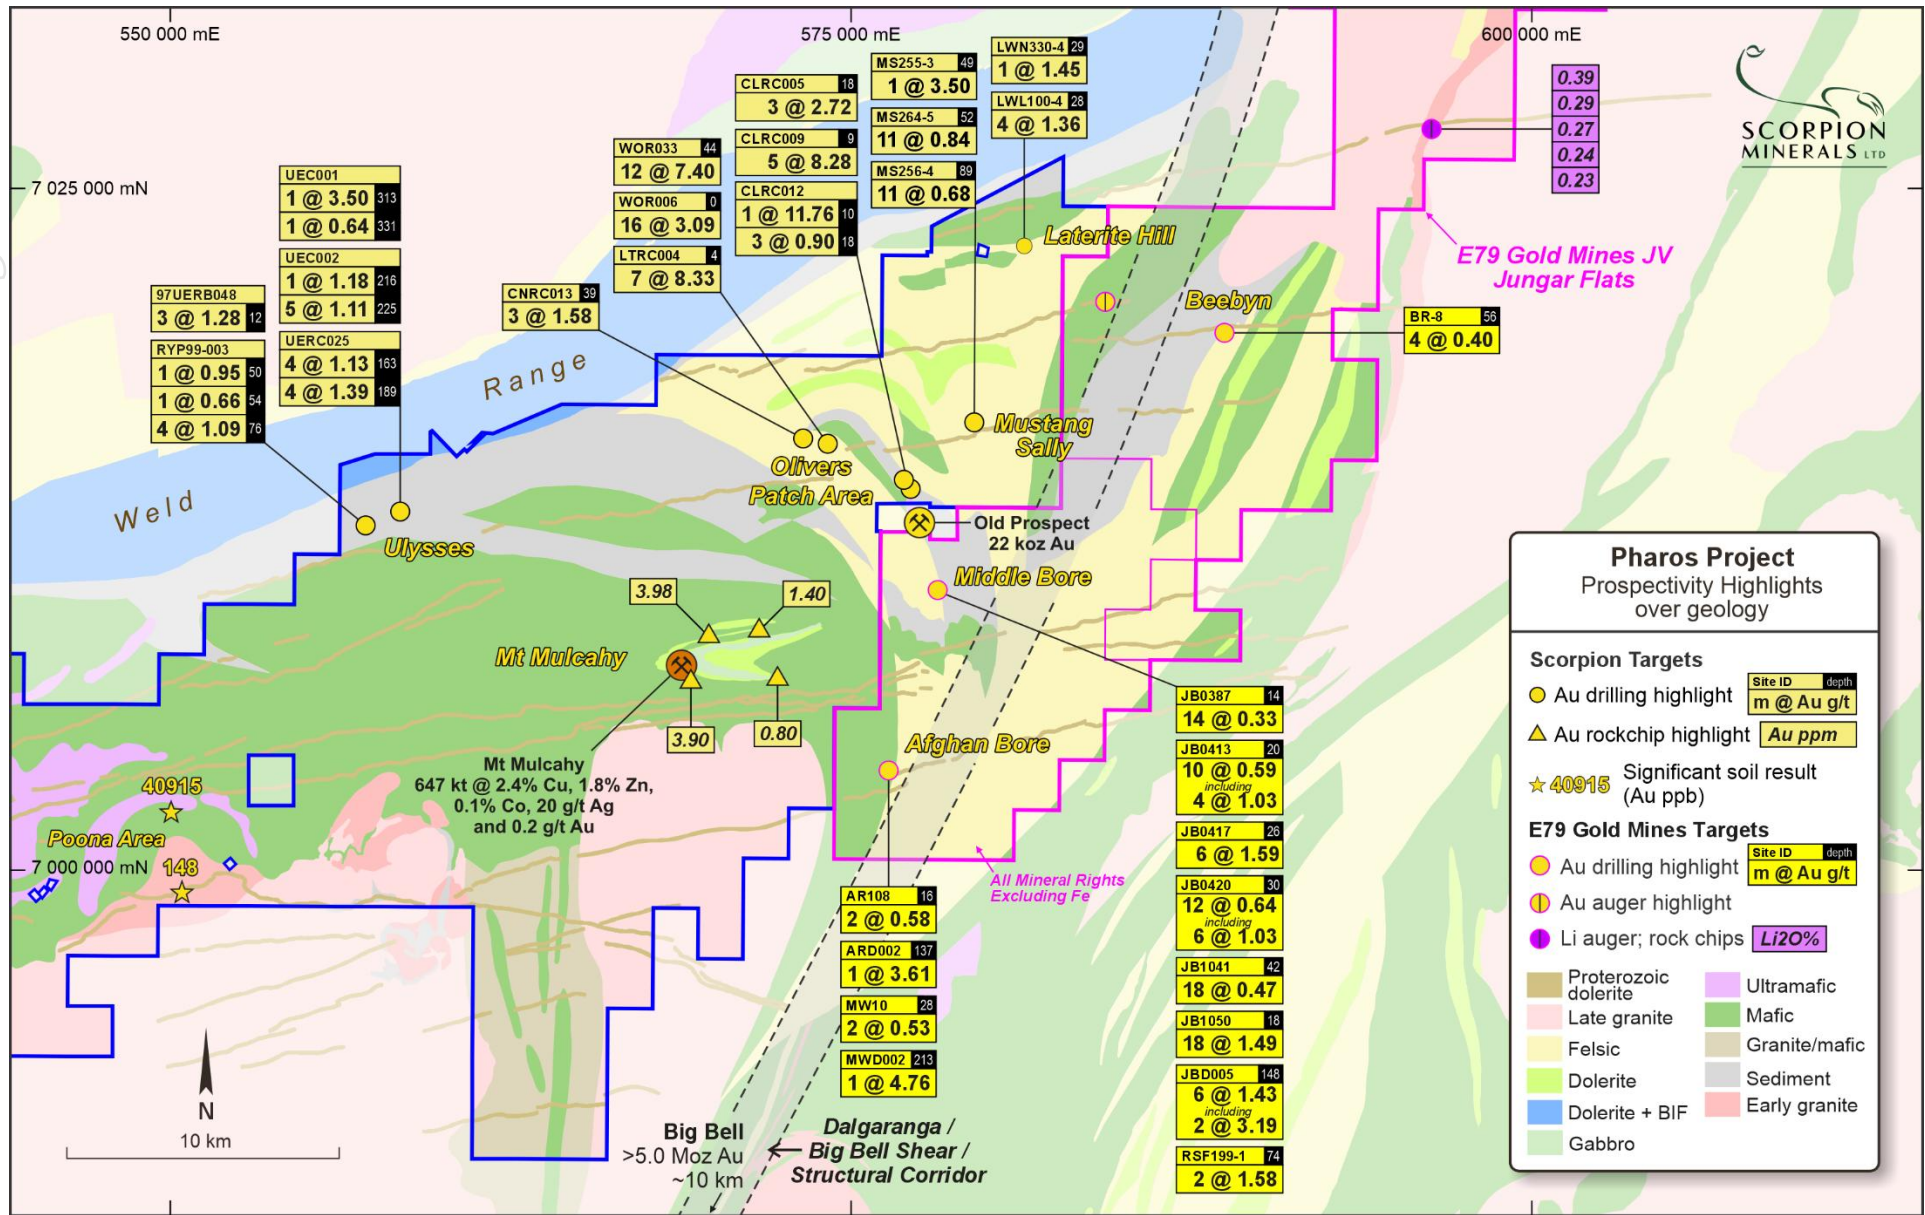 550 000 mE
575 000 mE
600 000 mE
7 025 000 mN
7 000 000 mN
SCORPION
MINERALS LTD
LWN330-4 29
1 @ 1.45
LWL100-4 28
4 @ 1.36
MS255-3 49
1 @ 3.50
MS264-5 52
11 @ 0.84
MS256-4 89
11 @ 0.68
CLRC005 18
3 @ 2.72
CLRC009 9
5 @ 8.28
CLRC012
1 @ 11.76 10
3 @ 0.90 18
WOR033 44
12 @ 7.40
WOR006 0
16 @ 3.09
LTRC004 4
7 @ 8.33
CNRC013 39
3 @ 1.58
UEC001
1 @ 3.50 313
1 @ 0.64 331
UEC002
1 @ 1.18 216
5 @ 1.11 225
UERC025
4 @ 1.13 163
4 @ 1.39 189
97UERB048
3 @ 1.28 12
RYP99-003
1 @ 0.95 50
1 @ 0.66 54
4 @ 1.09 76
0.39
0.29
0.27
0.24
0.23
E79 Gold Mines JV
Jungar Flats
Laterite Hill
Beebyn
BR-8 56
4 @ 0.40
Weld Range
Mustang
Sally
Olivers
Patch Area
Ulysses
Old Prospect
22 koz Au
Middle Bore
3.98
1.40
Mt Mulcahy
3.90
0.80
Mt Mulcahy
647 kt @ 2.4% Cu, 1.8% Zn,
0.1% Co, 20 g/t Ag
and 0.2 g/t Au
Afghan Bore
40915
Poona Area
148
All Mineral Rights
Excluding Fe
AR108 16
2 @ 0.58
ARD002 137
1 @ 3.61
MW10 28
2 @ 0.53
MWD002 213
1 @ 4.76
JB0387 14
14 @ 0.33
JB0413 20
10 @ 0.59
including
4 @ 1.03
JB0417 26
6 @ 1.59
JB0420 30
12 @ 0.64
including
6 @ 1.03
JB1041 42
18 @ 0.47
JB1050 18
18 @ 1.49
JBD005 148
6 @ 1.43
including
2 @ 3.19
RSF199-1 74
2 @ 1.58
N
10 km
Big Bell
>5.0 Moz Au
~10 km
Dalgaranga /
Big Bell Shear /
Structural Corridor
Pharos Project
Prospectivity Highlights
over geology
Scorpion Targets
Au drilling highlight
Site ID depth
m @ Au g/t
Au rockchip highlight Au ppm
40915 Significant soil result
(Au ppb)
E79 Gold Mines Targets
Au drilling highlight
Site ID depth
m @ Au g/t
Au auger highlight
Li auger; rock chips Li2O%
Proterozoic
dolerite
Late granite
Felsic
Dolerite
Dolerite + BIF
Gabbro
Ultramafic
Mafic
Granite/mafic
Sediment
Early granite